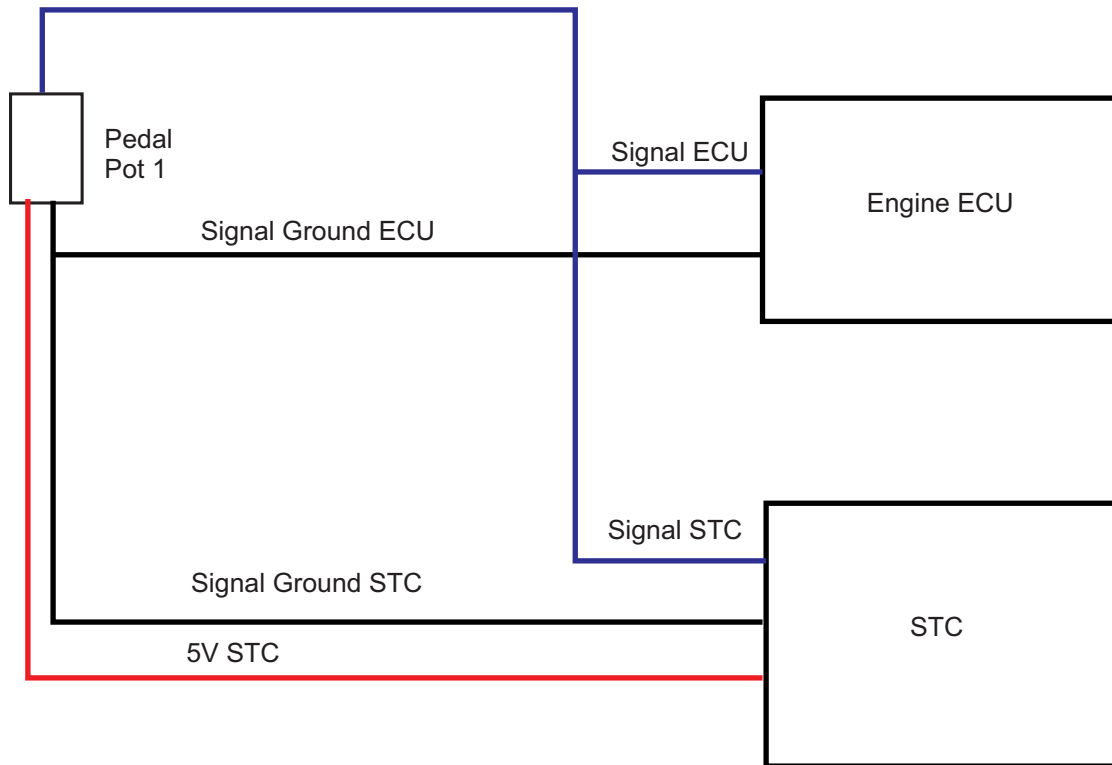 Pedal
Pot 1
Signal ECU
Engine ECU
Signal Ground ECU
Signal STC
Signal Ground STC
STC
5V STC